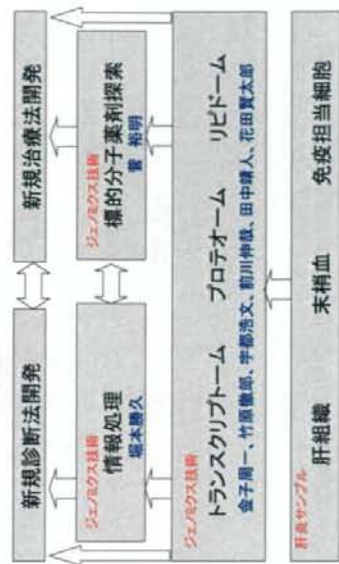 新規診断法開発
新規治療法開発
ジェノミクス技術
情報処理
堀本勝久
ジェノミクス技術
標的分子薬剤探索
菅 裕明
ジェノミクス技術
トランスクリプトーム プロテオーム リピドーム
金子周一、竹原徹郎、宇都浩文、前川伸哉、田中靖人、花田賢太郎
肝炎サンプル
肝組織 末梢血 免疫担当細胞